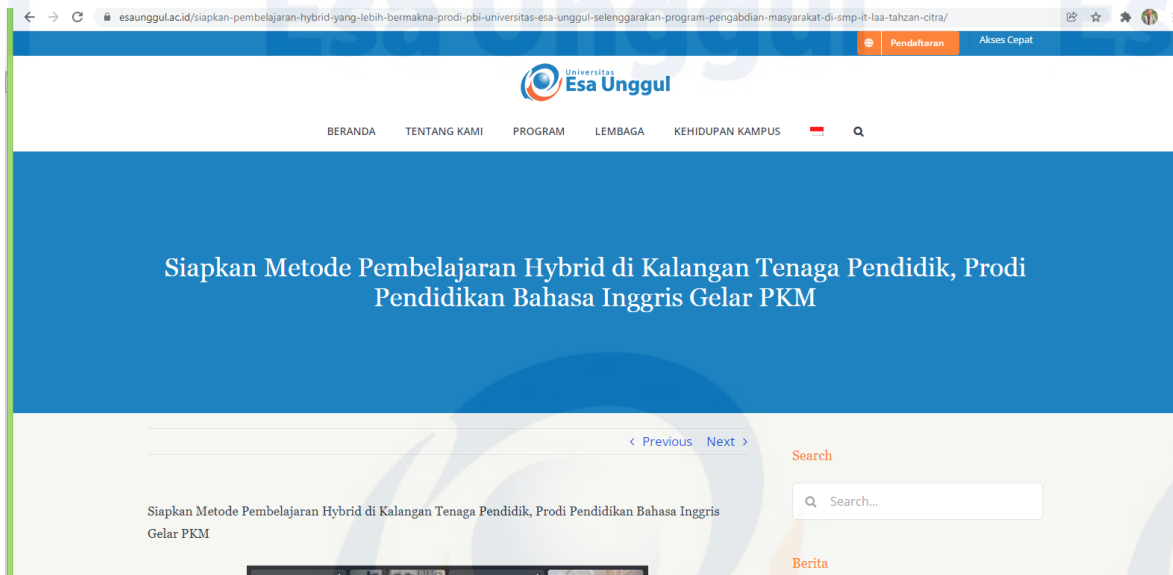 esaunggul.ac.id/siapkan-pembelajaran-hybrid-yang-lebih-bermakna-prodi-pbi-universitas-esa-unggul-selenggarakan-program-pengabdian-masyarakat-di-smp-it-laa-tahzan-citra/
Esa Unggul
Es
Pendaftaran
Akses Cepat
Universitas
Esa Unggul
BERANDA TENTANG KAMI PROGRAM LEMBAGA KEHIDUPAN KAMPUS
Siapkan Metode Pembelajaran Hybrid di Kalangan Tenaga Pendidik, Prodi
Pendidikan Bahasa Inggris Gelar PKM
< Previous Next >
Search
Search...
Siapkan Metode Pembelajaran Hybrid di Kalangan Tenaga Pendidik, Prodi Pendidikan Bahasa Inggris
Gelar PKM
Berita